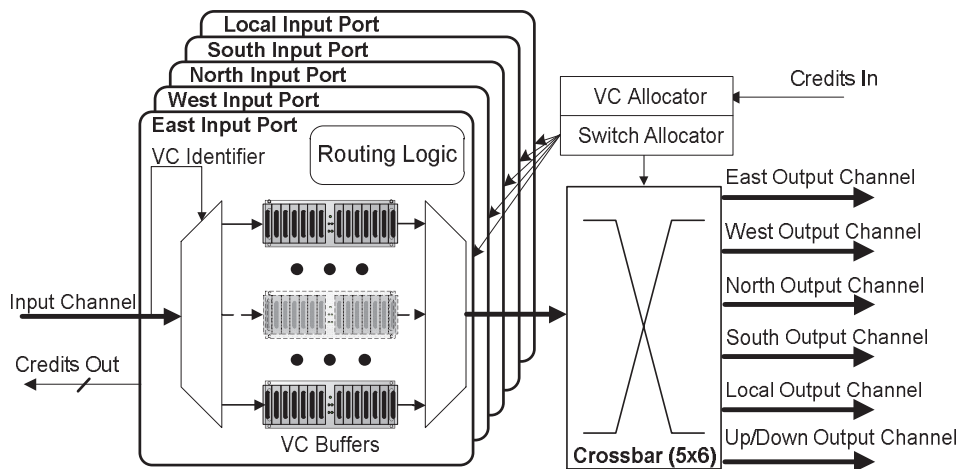 Local Input Port
South Input Port
North Input Port
West Input Port
East Input Port
VC Identifier
Routing Logic
VC Allocator
Switch Allocator
Credits In
Input Channel
Credits Out
VC Buffers
Crossbar (5x6)
East Output Channel
West Output Channel
North Output Channel
South Output Channel
Local Output Channel
Up/Down Output Channel